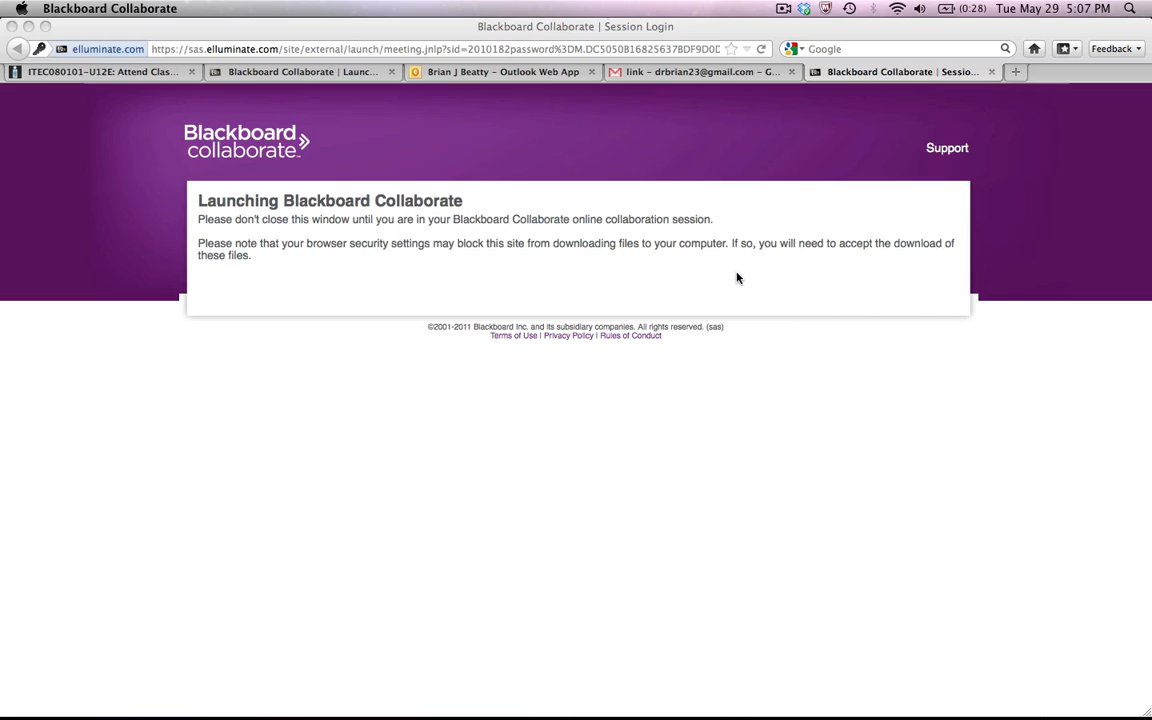 Blackboard Collaborate (0:28) Tue May 29 5:07 PM
Blackboard Collaborate | Session Login
elluminate.com https://sas.elluminate.com/site/external/launch/meeting.jnlp?sid=2010182password%3DM.DC5050B16825637BDF9D0D Google Feedback
ITEC080101-U12E: Attend Clas... Bb Blackboard Collaborate | Launc... Brian J Beatty – Outlook Web App link – drbrian23@gmail.com – G... Bb Blackboard Collaborate | Sessio...
Blackboard
collaborate™
Support
Launching Blackboard Collaborate
Please don't close this window until you are in your Blackboard Collaborate online collaboration session.
Please note that your browser security settings may block this site from downloading files to your computer. If so, you will need to accept the download of
these files.
©2001-2011 Blackboard Inc. and its subsidiary companies. All rights reserved. (sas)
Terms of Use | Privacy Policy | Rules of Conduct